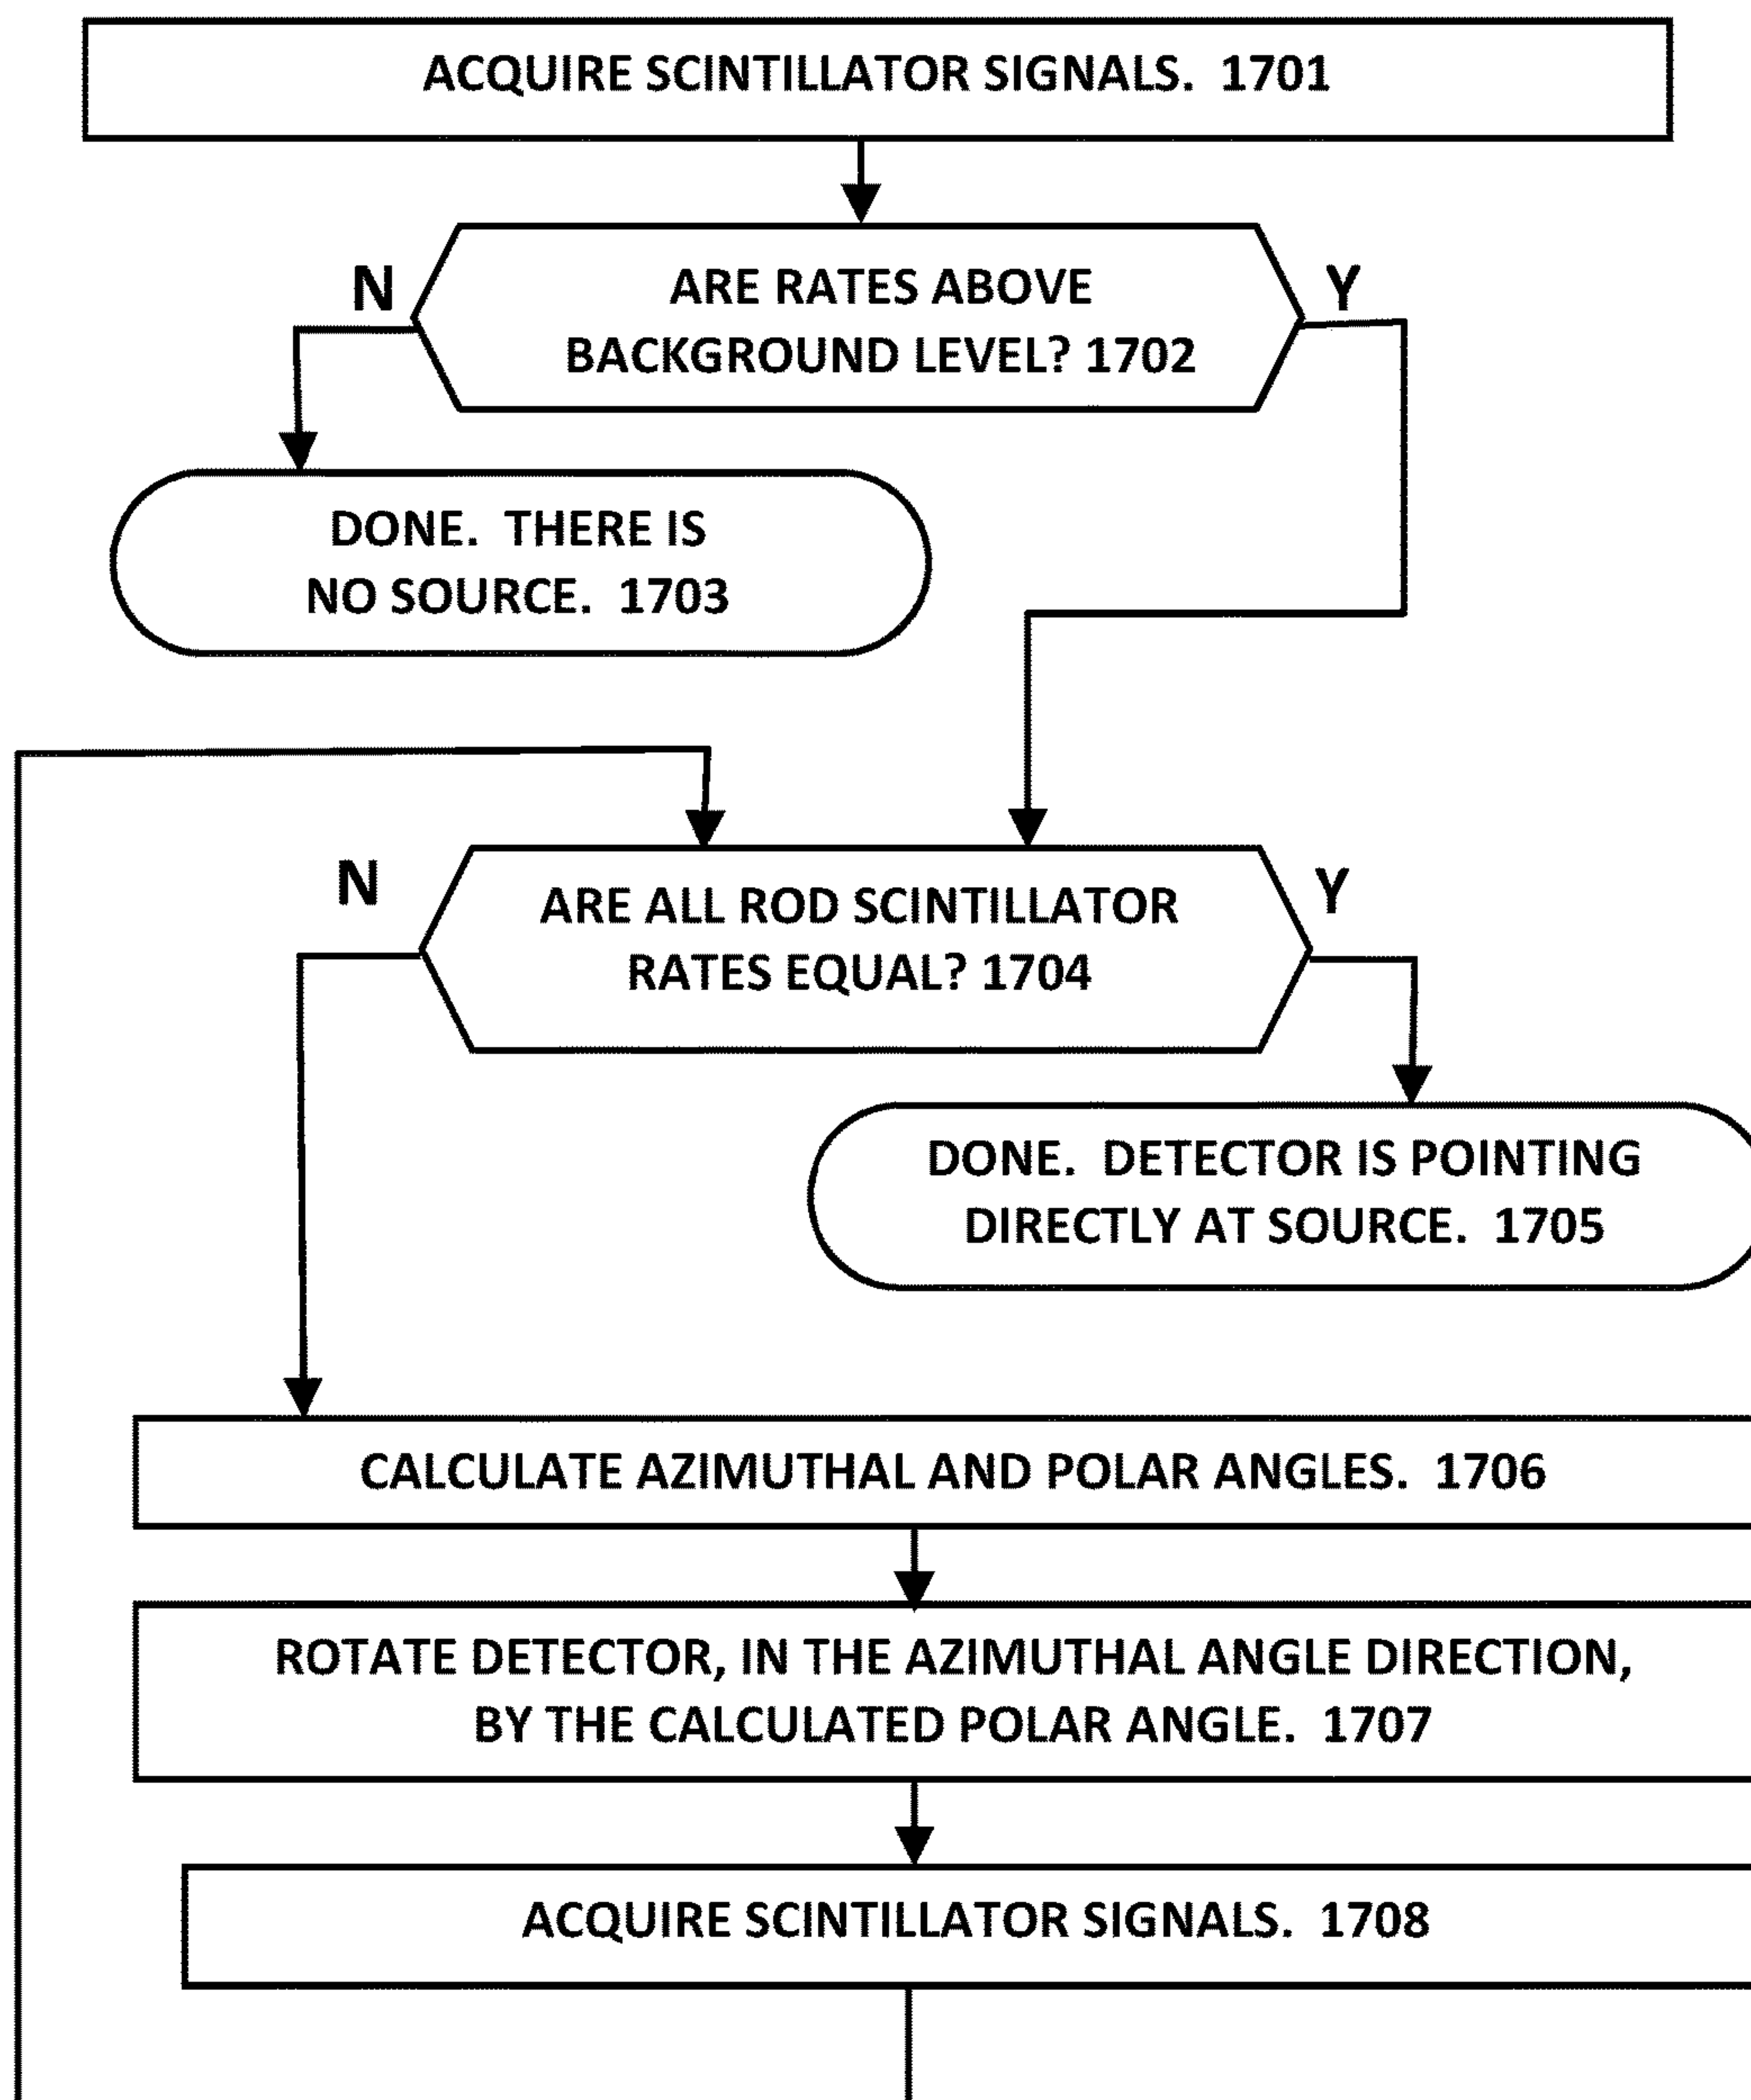 ACQUIRE SCINTILLATOR SIGNALS. 1701
N
Y
ARE RATES ABOVE
BACKGROUND LEVEL? 1702
DONE. THERE IS
NO SOURCE. 1703
N
Y
ARE ALL ROD SCINTILLATOR
RATES EQUAL? 1704
DONE. DETECTOR IS POINTING
DIRECTLY AT SOURCE. 1705
CALCULATE AZIMUTHAL AND POLAR ANGLES. 1706
ROTATE DETECTOR, IN THE AZIMUTHAL ANGLE DIRECTION,
BY THE CALCULATED POLAR ANGLE. 1707
ACQUIRE SCINTILLATOR SIGNALS. 1708